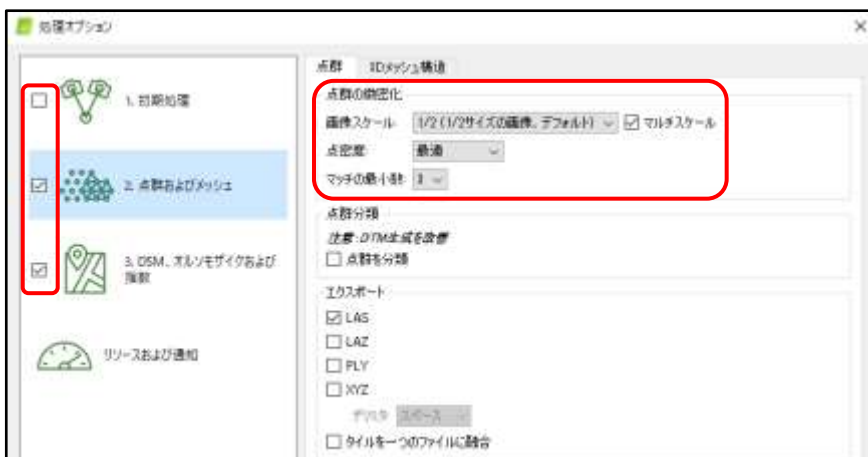 処理オプション
1. 初期処理
2. 点群およびメッシュ
3. DSM、オルソモザイクおよび
指数
リソースおよび通知
点群 3Dメッシュ構造
点群の緻密化
画像スケール 1/2 (1/2サイズの画像、デフォルト) マルチスケール
点密度 最適
マッチの最小数 3
点群分類
注意:DTM生成を改善
点群を分類
エクスポート
LAS
LAZ
PLY
XYZ
デリミタ スペース
タイルを一つのファイルに融合